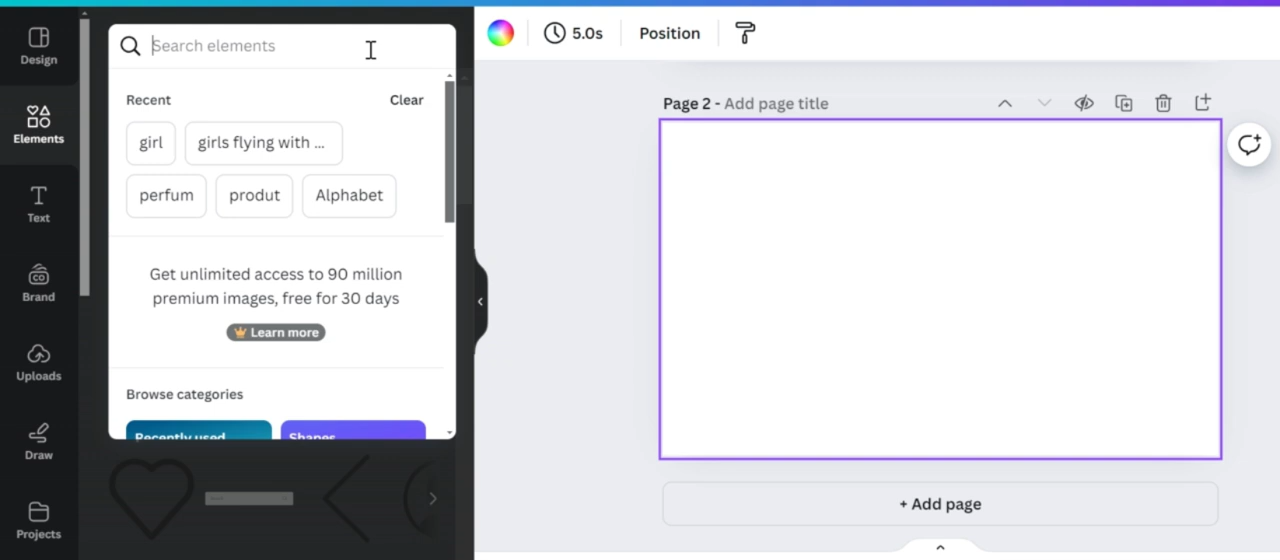 Design
Elements
Text
Brand
Uploads
Draw
Projects
Search elements
Recent Clear
girl girls flying with ...
perfum produt Alphabet
Get unlimited access to 90 million
premium images, free for 30 days
Learn more
Browse categories
Recently used Shapes
5.0s Position
Page 2 - Add page title
+ Add page